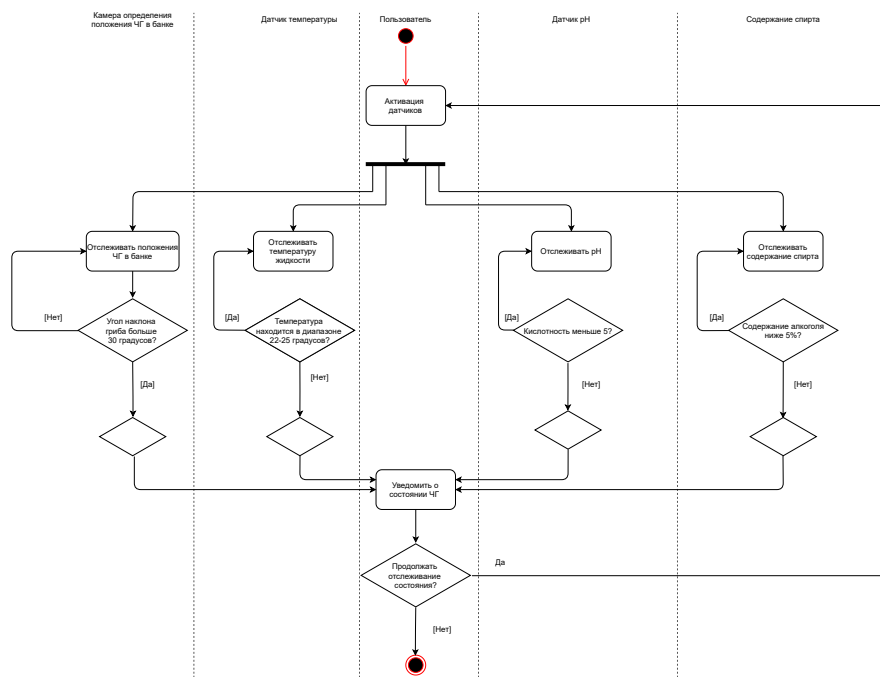 Камера определения
положения ЧГ в банке
Датчик температуры
Пользователь
Датчик pH
Содержание спирта
Активация
датчиков
Отслеживать положения
ЧГ в банке
Отслеживать
температуру
жидкости
Отслеживать pH
Отслеживать
содержание спирта
[Нет]
Угол наклона
гриба больше
30 градусов?
[Да]
Температура
находится в диапазоне
22-25 градусов?
[Да]
Кислотность меньше 5?
[Да]
Содержание алкоголя
ниже 5%?
[Да]
[Нет]
[Нет]
[Нет]
Уведомить о
состоянии ЧГ
Продолжать
отслеживание
состояния?
Да
[Нет]